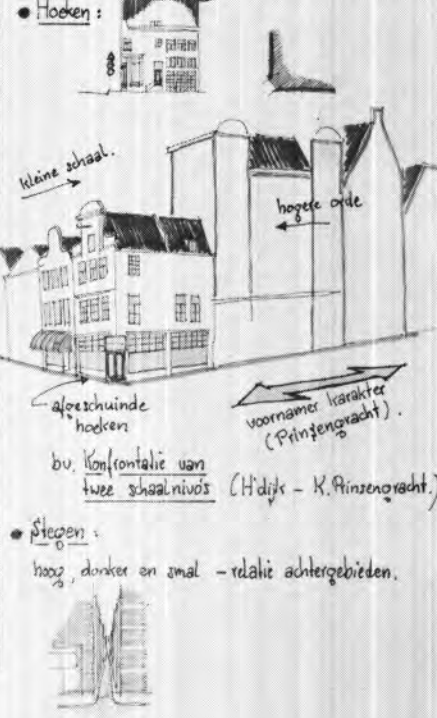 • Hoeken :
kleine schaal.
hogere orde
afgeschuinde
hoeken
voornamer karakter
(Prinsengracht).
bv. Konfrontatie van
twee schaalnivo's (H'dijk - K. Prinsengracht.)
• Stegen :
hoog, donker en smal - relatie achtergebieden.